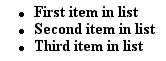 • First item in list
• Second item in list
• Third item in list